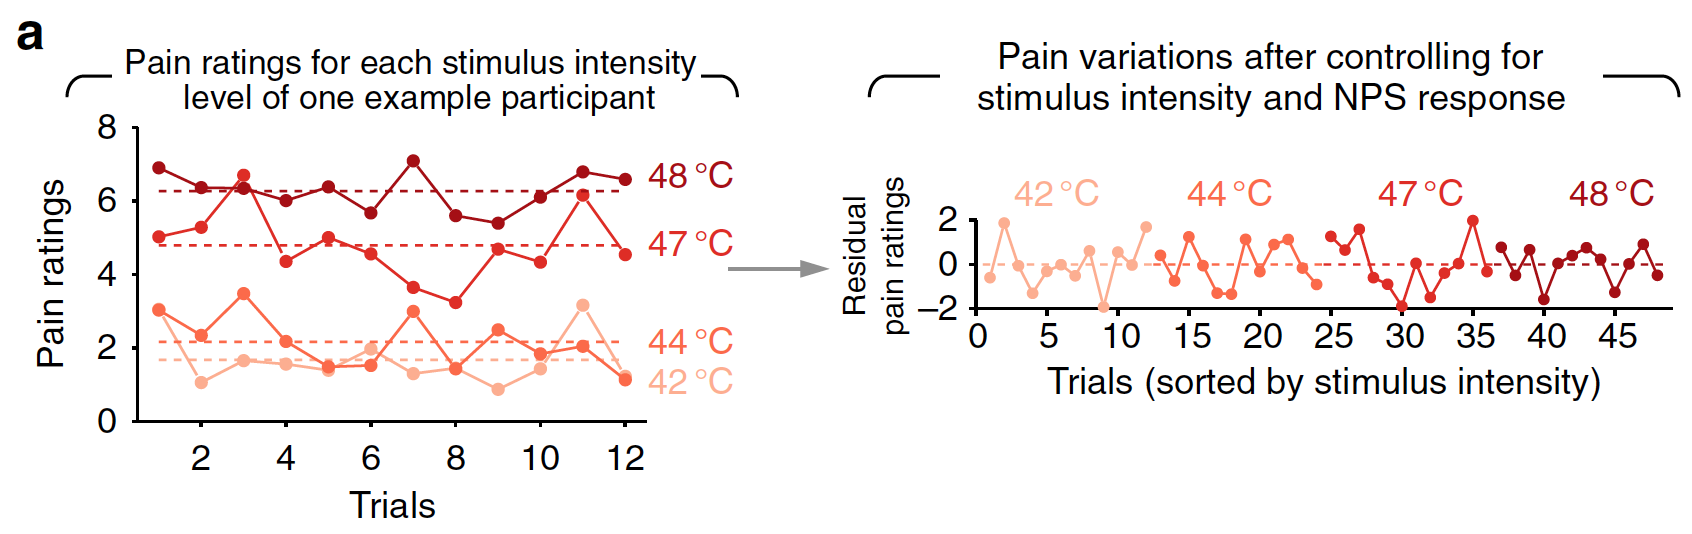 a
Pain ratings for each stimulus intensity
level of one example participant
Pain ratings
8
6
4
2
0
2 4 6 8 10 12
Trials
48 °C
47 °C
44 °C
42 °C
Pain variations after controlling for
stimulus intensity and NPS response
Residual
pain ratings
2
0
−2
42 °C 44 °C 47 °C 48 °C
0 5 10 15 20 25 30 35 40 45
Trials (sorted by stimulus intensity)